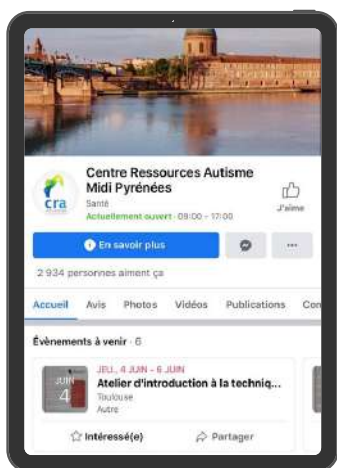 Centre Ressources Autisme
Midi Pyrénées
cra
Santé
J'aime
Actuellement ouvert · 09:00 - 17:00
En savoir plus
2 934 personnes aiment ça
Accueil Avis Photos Vidéos Publications Con
Évènements à venir · 6
JUIN
4
JEU., 4 JUIN - 6 JUIN
Atelier d'introduction à la techniq...
Toulouse
Autre
Intéressé(e) Partager